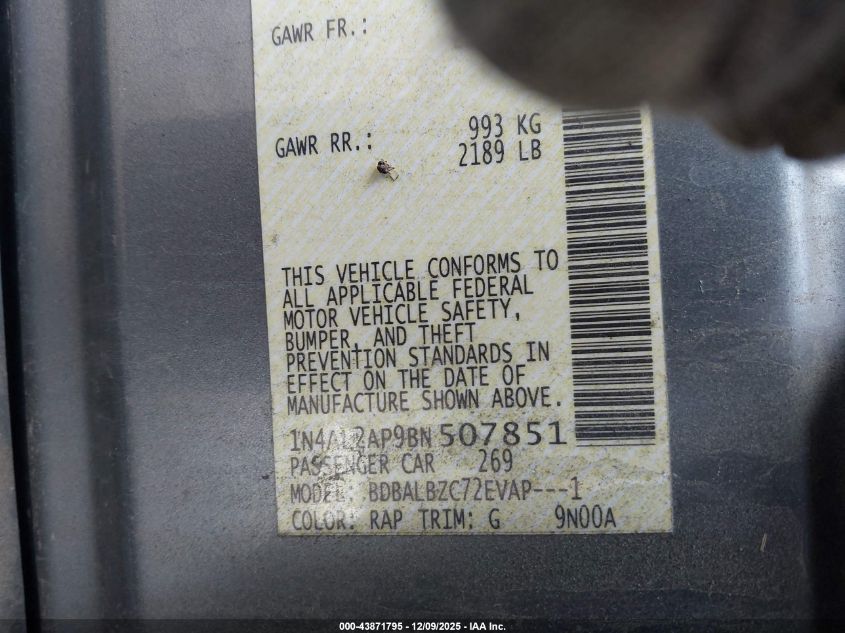 GAWR FR.:
GAWR RR.: 993 KG
2189 LB
THIS VEHICLE CONFORMS TO
ALL APPLICABLE FEDERAL
MOTOR VEHICLE SAFETY,
BUMPER, AND THEFT
PREVENTION STANDARDS IN
EFFECT ON THE DATE OF
MANUFACTURE SHOWN ABOVE.
1N4AL2AP9BN507851
PASSENGER CAR 269
MODEL: BDBALBZC72EVAP---1
COLOR: RAP TRIM: G 9N00A
000-43871795 - 12/09/2025 - IAA Inc.